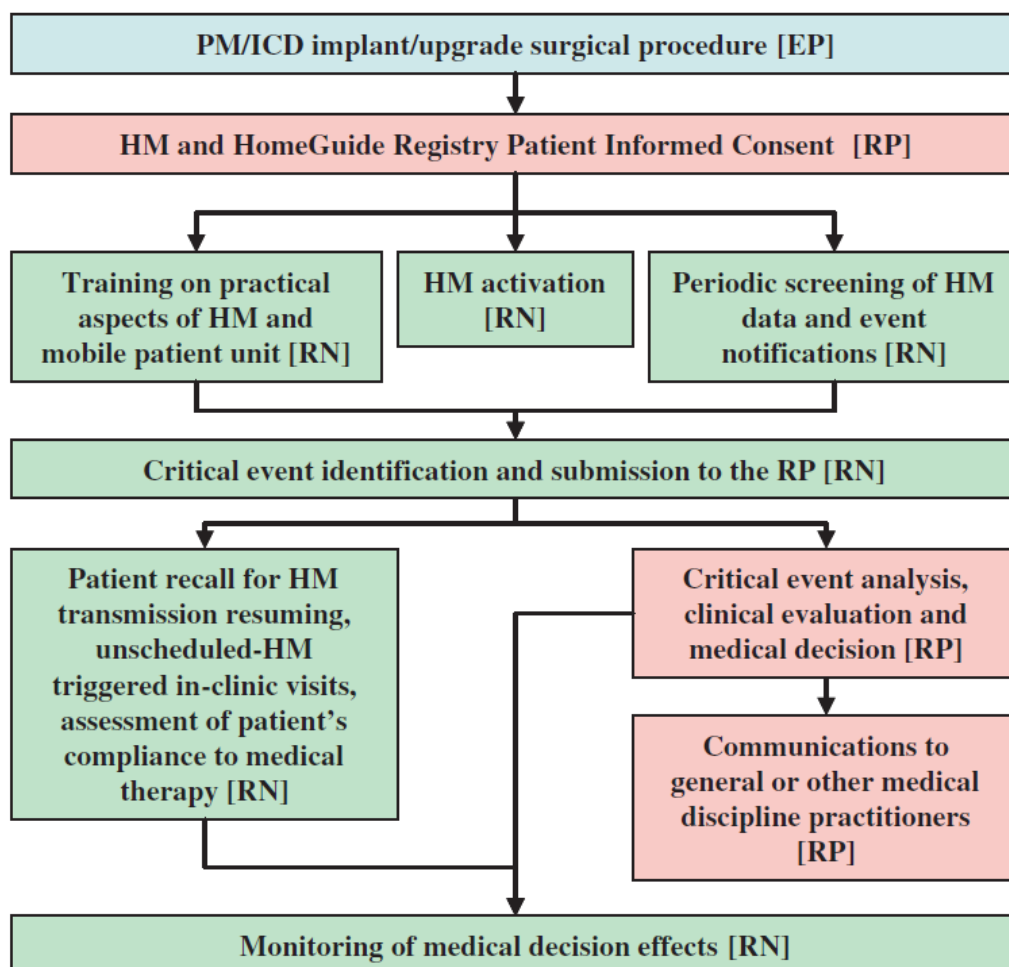 PM/ICD implant/upgrade surgical procedure [EP]
HM and HomeGuide Registry Patient Informed Consent [RP]
Training on practical
aspects of HM and
mobile patient unit [RN]
HM activation
[RN]
Periodic screening of HM
data and event
notifications [RN]
Critical event identification and submission to the RP [RN]
Patient recall for HM
transmission resuming,
unscheduled-HM
triggered in-clinic visits,
assessment of patient’s
compliance to medical
therapy [RN]
Critical event analysis,
clinical evaluation and
medical decision [RP]
Communications to
general or other medical
discipline practitioners
[RP]
Monitoring of medical decision effects [RN]